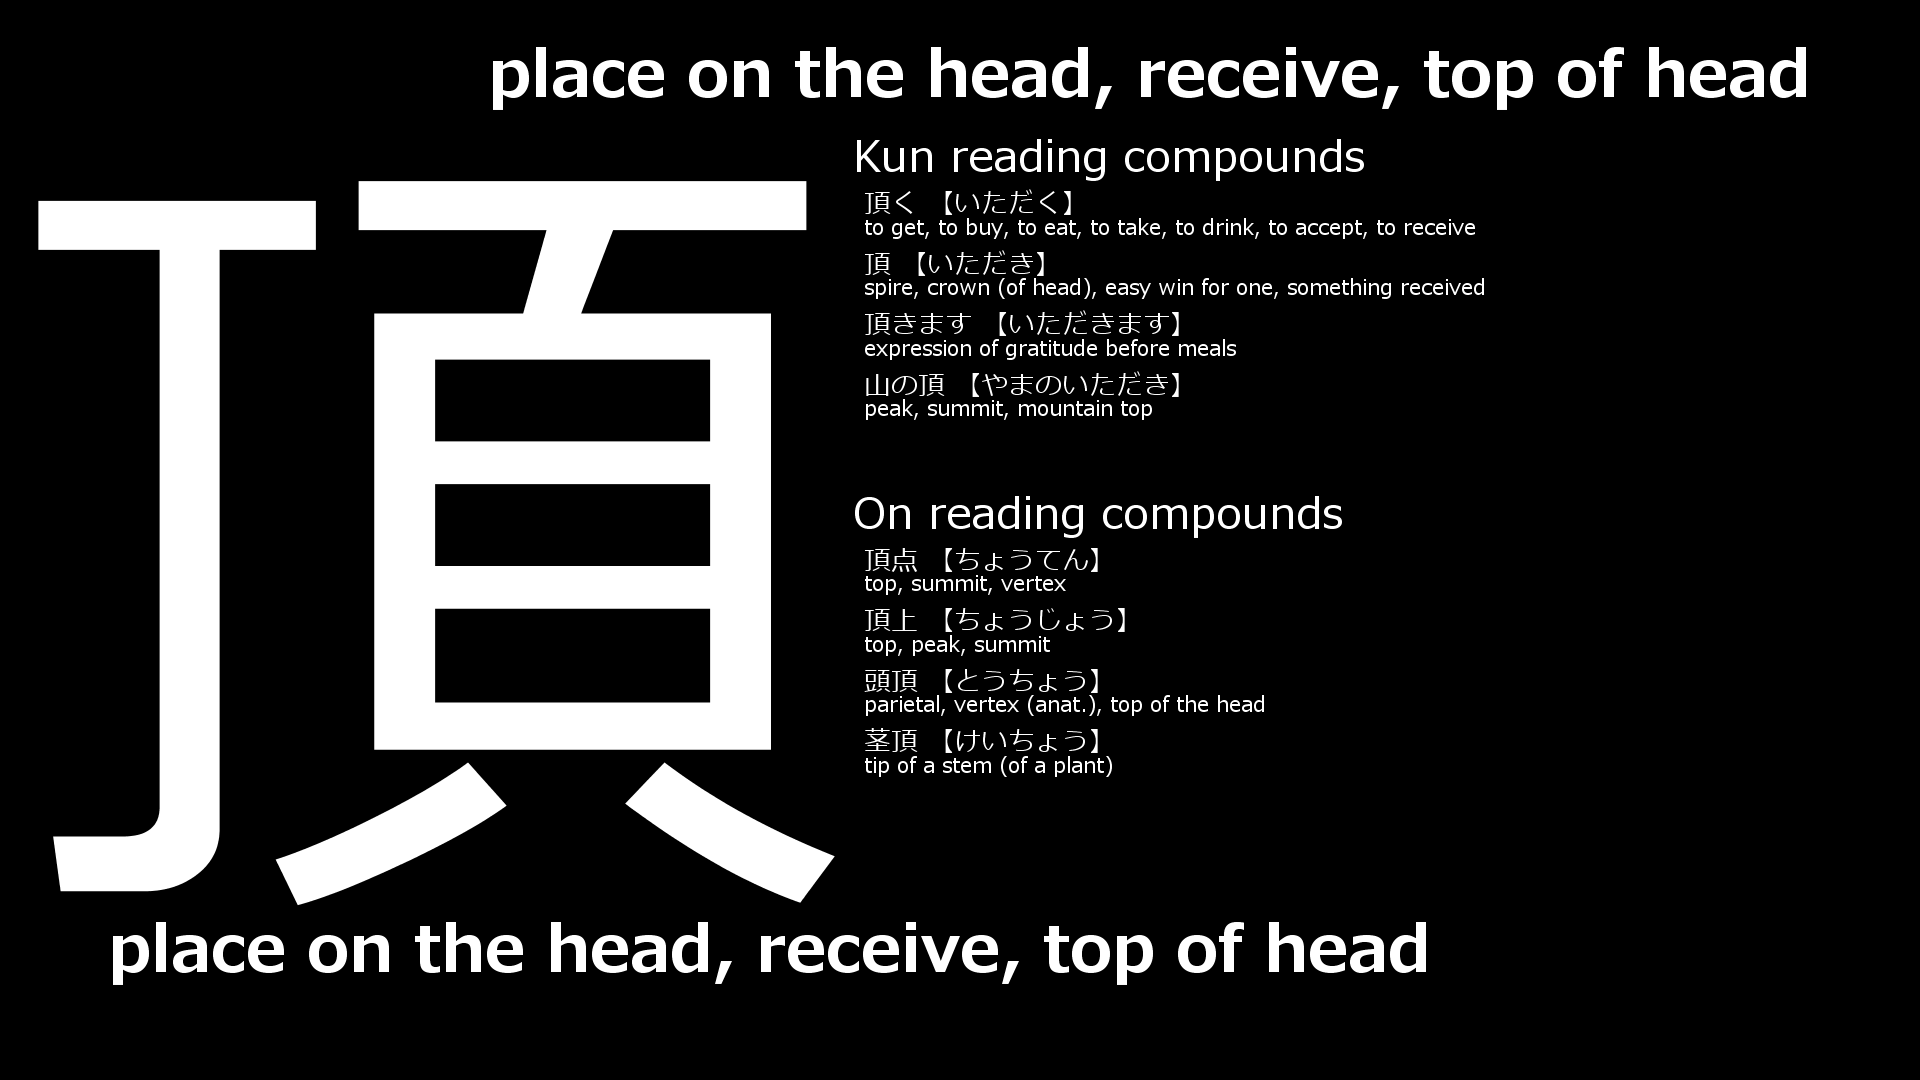 place on the head, receive, top of head
頂
Kun reading compounds
頂く 【いただく】
to get, to buy, to eat, to take, to drink, to accept, to receive
頂 【いただき】
spire, crown (of head), easy win for one, something received
頂きます 【いただきます】
expression of gratitude before meals
山の頂 【やまのいただき】
peak, summit, mountain top
On reading compounds
頂点 【ちょうてん】
top, summit, vertex
頂上 【ちょうじょう】
top, peak, summit
頭頂 【とうちょう】
parietal, vertex (anat.), top of the head
茎頂 【けいちょう】
tip of a stem (of a plant)
place on the head, receive, top of head